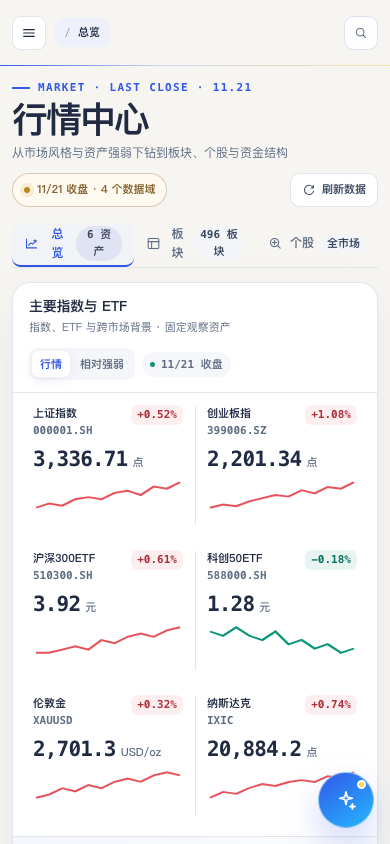 / 总览
MARKET · LAST CLOSE · 11.21
行情中心
从市场风格与资产强弱下钻到板块、个股与资金结构
11/21 收盘 · 4 个数据域
刷新数据
总览 6 资产
板块 496 板块
个股 全市场
主要指数与 ETF
指数、ETF 与跨市场背景 · 固定观察资产
行情 相对强弱 11/21 收盘
上证指数 +0.52%
000001.SH
3,336.71 点
创业板指 +1.08%
399006.SZ
2,201.34 点
沪深300ETF +0.61%
510300.SH
3.92 元
科创50ETF −0.18%
588000.SH
1.28 元
伦敦金 +0.32%
XAUUSD
2,701.3 USD/oz
纳斯达克 +0.74%
IXIC
20,884.2 点